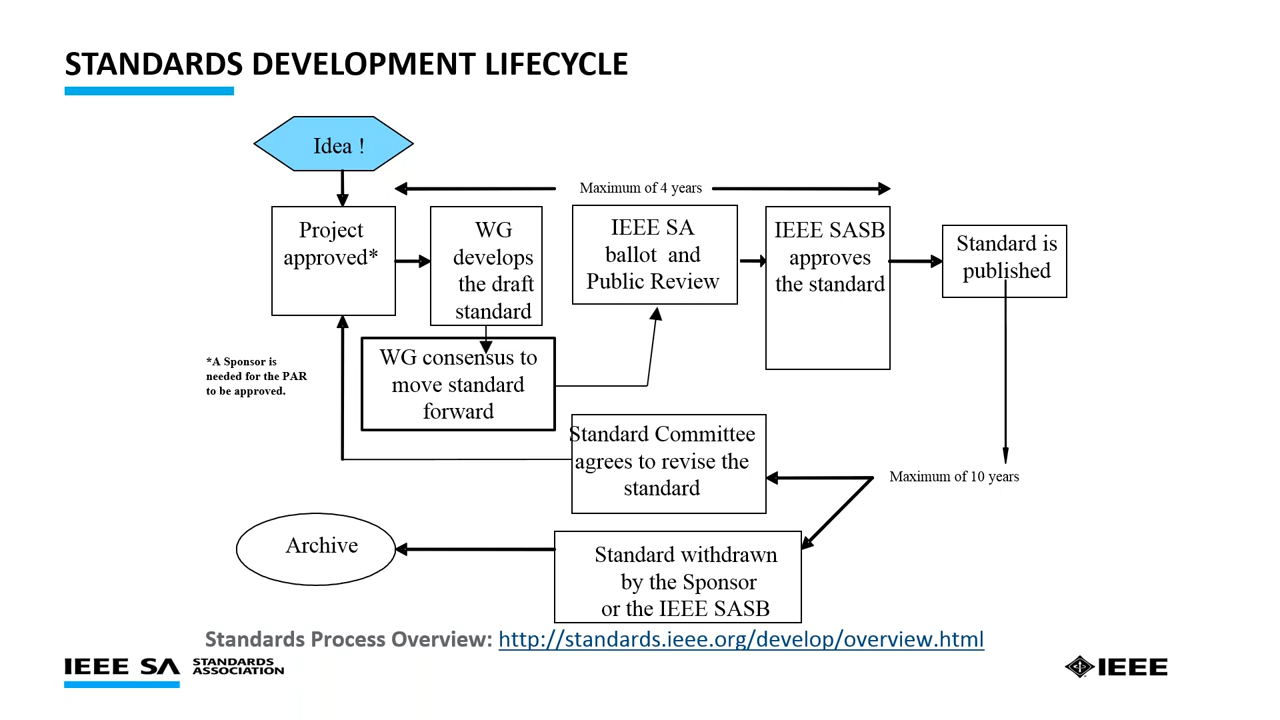 STANDARDS DEVELOPMENT LIFECYCLE
Idea !
Maximum of 4 years
Project
approved*
WG
develops
the draft
standard
IEEE SA
ballot and
Public Review
IEEE SASB
approves
the standard
Standard is
published
*A Sponsor is
needed for the PAR
to be approved.
WG consensus to
move standard
forward
Standard Committee
agrees to revise the
standard
Maximum of 10 years
Archive
Standard withdrawn
by the Sponsor
or the IEEE SASB
Standards Process Overview: http://standards.ieee.org/develop/overview.html
IEEE SA STANDARDS
ASSOCIATION
IEEE